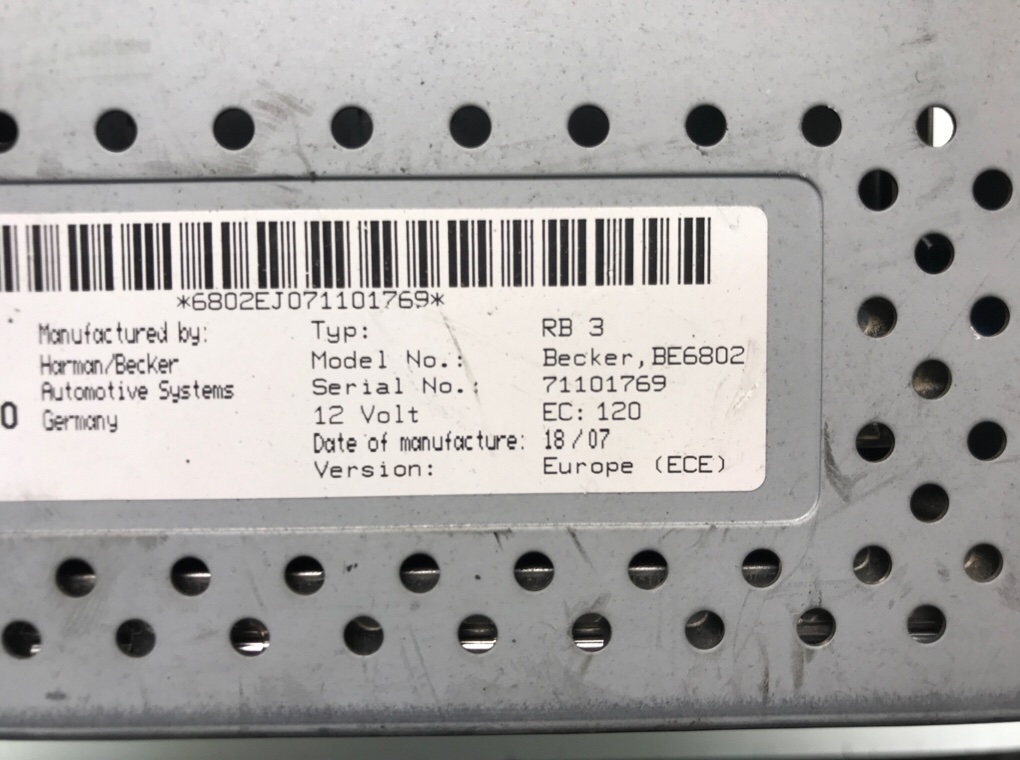 *6802EJ071101769*
Manufactured by:
Harman/Becker
Automotive Systems
Germany
0
Typ: RB 3
Model No.: Becker,BE6802
Serial No.: 71101769
12 Volt EC: 120
Date of manufacture: 18/07
Version: Europe (ECE)